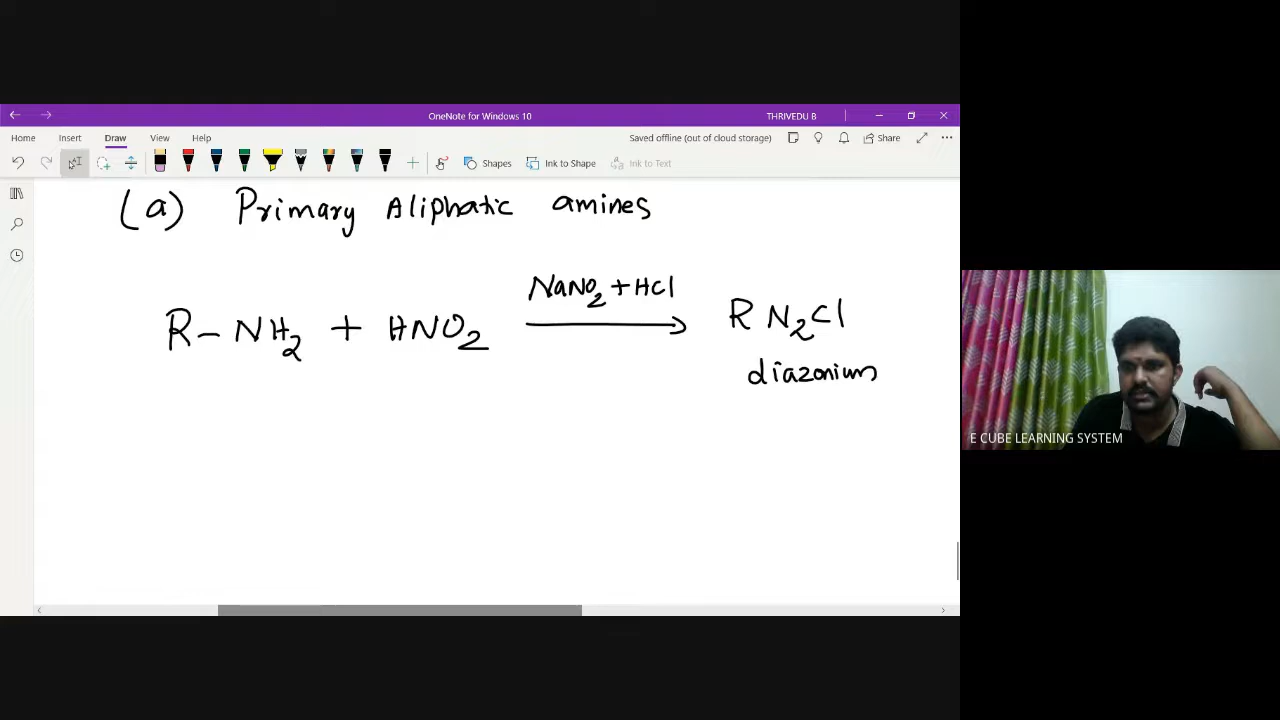 OneNote for Windows 10
THRIVEDU B
Home Insert Draw View Help
Saved offline (out of cloud storage)
Share
Shapes Ink to Shape Ink to Text
(a) Primary Aliphatic amines
NaNO2 + HCl
R – NH2 + HNO2 → R N2Cl
diazonium
E CUBE LEARNING SYSTEM